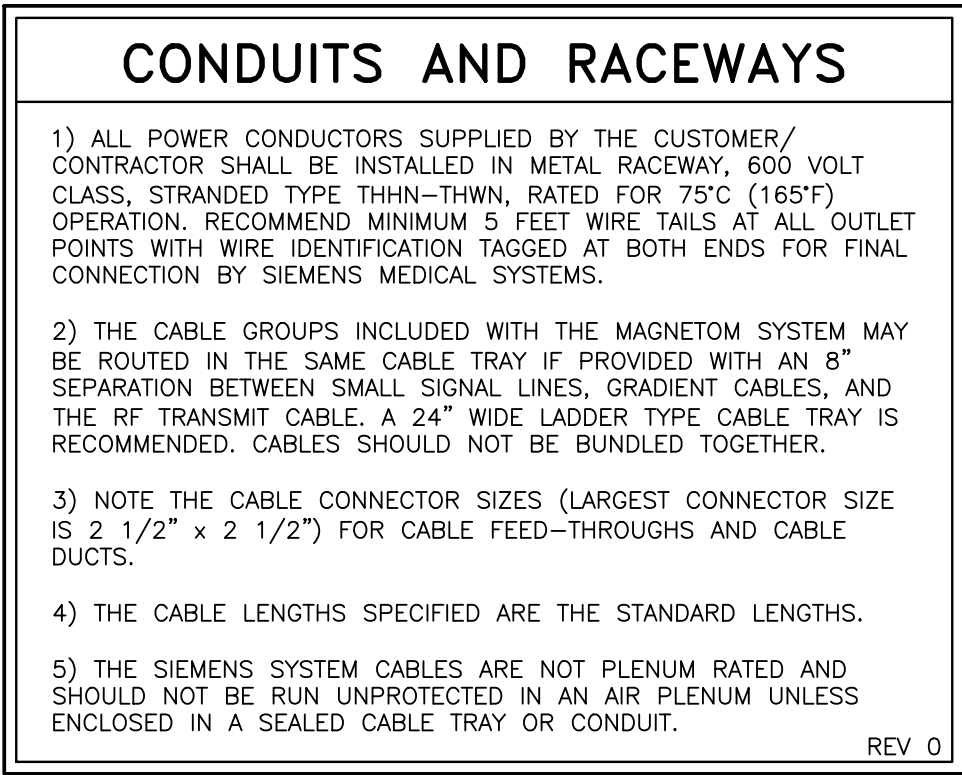 CONDUITS AND RACEWAYS
1) ALL POWER CONDUCTORS SUPPLIED BY THE CUSTOMER/
CONTRACTOR SHALL BE INSTALLED IN METAL RACEWAY, 600 VOLT
CLASS, STRANDED TYPE THHN–THWN, RATED FOR 75°C (165°F)
OPERATION. RECOMMEND MINIMUM 5 FEET WIRE TAILS AT ALL OUTLET
POINTS WITH WIRE IDENTIFICATION TAGGED AT BOTH ENDS FOR FINAL
CONNECTION BY SIEMENS MEDICAL SYSTEMS.
2) THE CABLE GROUPS INCLUDED WITH THE MAGNETOM SYSTEM MAY
BE ROUTED IN THE SAME CABLE TRAY IF PROVIDED WITH AN 8"
SEPARATION BETWEEN SMALL SIGNAL LINES, GRADIENT CABLES, AND
THE RF TRANSMIT CABLE. A 24" WIDE LADDER TYPE CABLE TRAY IS
RECOMMENDED. CABLES SHOULD NOT BE BUNDLED TOGETHER.
3) NOTE THE CABLE CONNECTOR SIZES (LARGEST CONNECTOR SIZE
IS 2 1/2" x 2 1/2") FOR CABLE FEED–THROUGHS AND CABLE
DUCTS.
4) THE CABLE LENGTHS SPECIFIED ARE THE STANDARD LENGTHS.
5) THE SIEMENS SYSTEM CABLES ARE NOT PLENUM RATED AND
SHOULD NOT BE RUN UNPROTECTED IN AN AIR PLENUM UNLESS
ENCLOSED IN A SEALED CABLE TRAY OR CONDUIT.
REV 0